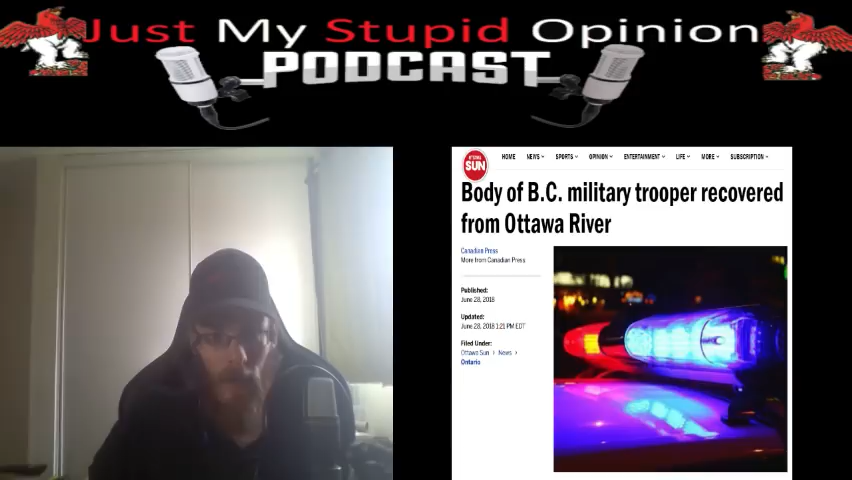 Just My Stupid Opinion
PODCAST
OTTAWA
SUN
HOME NEWS SPORTS OPINION ENTERTAINMENT LIFE MORE SUBSCRIPTION
Body of B.C. military trooper recovered
from Ottawa River
Canadian Press
More from Canadian Press
Published:
June 28, 2018
Updated:
June 28, 2018 1:21 PM EDT
Filed Under:
Ottawa Sun > News >
Ontario